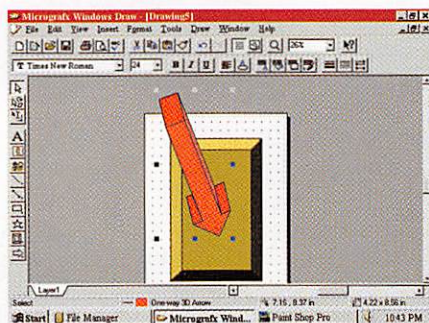 Micrografx Windows Draw - [Drawing5]
File Edit View Insert Format Tools Draw Window Help
26%
Times New Roman 24 B I U
A
Layer1
Select One-way 3D Arrow 7.15, 8.37 in 4.22 x 8.56 in
Start File Manager Micrografx Wind... Paint Shop Pro 10:43 PM